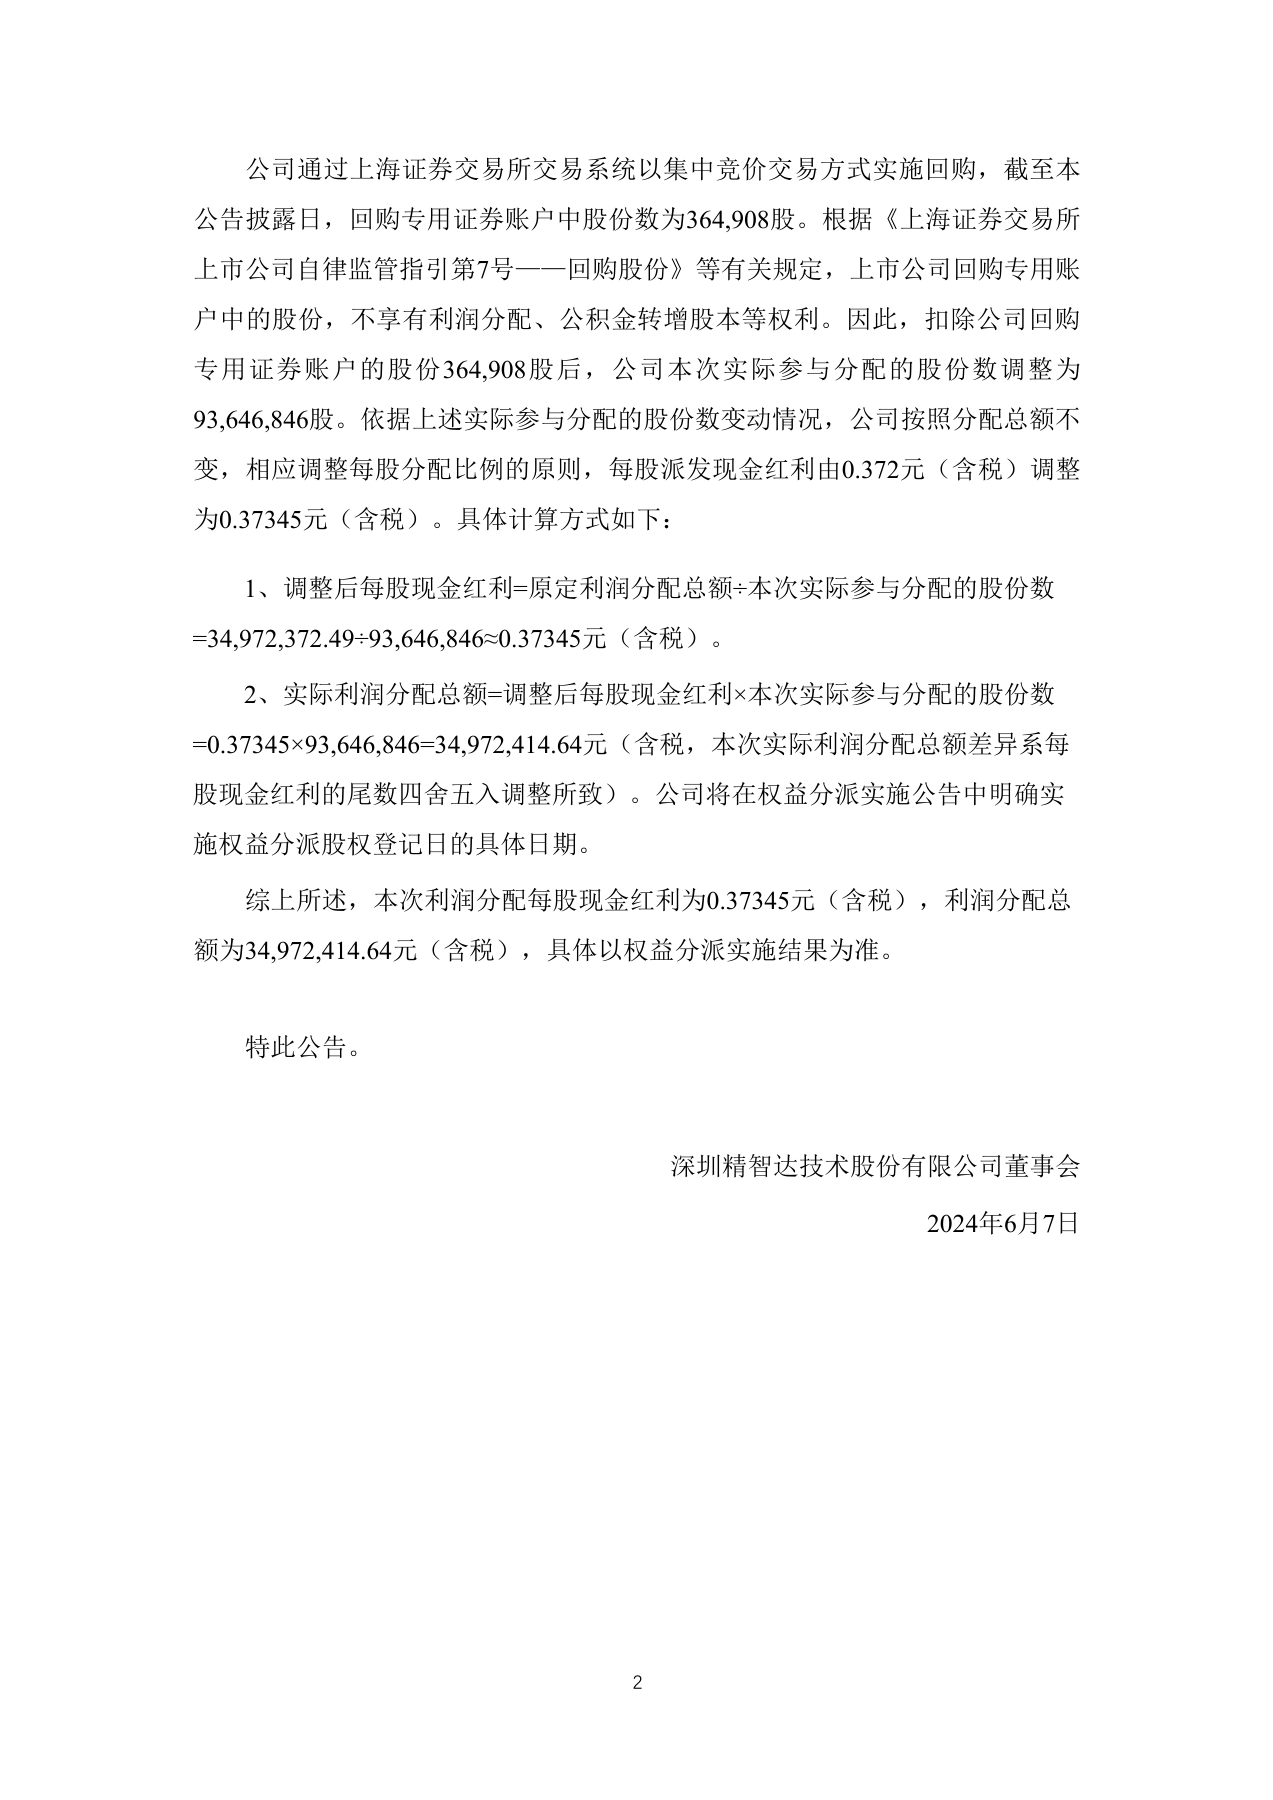 公司通过上海证券交易所交易系统以集中竞价交易方式实施回购，截至本
公告披露日，回购专用证券账户中股份数为364,908股。根据《上海证券交易所
上市公司自律监管指引第7号——回购股份》等有关规定，上市公司回购专用账
户中的股份，不享有利润分配、公积金转增股本等权利。因此，扣除公司回购
专用证券账户的股份364,908股后，公司本次实际参与分配的股份数调整为
93,646,846股。依据上述实际参与分配的股份数变动情况，公司按照分配总额不
变，相应调整每股分配比例的原则，每股派发现金红利由0.372元（含税）调整
为0.37345元（含税）。具体计算方式如下：
1、调整后每股现金红利=原定利润分配总额÷本次实际参与分配的股份数
=34,972,372.49÷93,646,846≈0.37345元（含税）。
2、实际利润分配总额=调整后每股现金红利×本次实际参与分配的股份数
=0.37345×93,646,846=34,972,414.64元（含税，本次实际利润分配总额差异系每
股现金红利的尾数四舍五入调整所致）。公司将在权益分派实施公告中明确实
施权益分派股权登记日的具体日期。
综上所述，本次利润分配每股现金红利为0.37345元（含税），利润分配总
额为34,972,414.64元（含税），具体以权益分派实施结果为准。
特此公告。
深圳精智达技术股份有限公司董事会
2024年6月7日
2